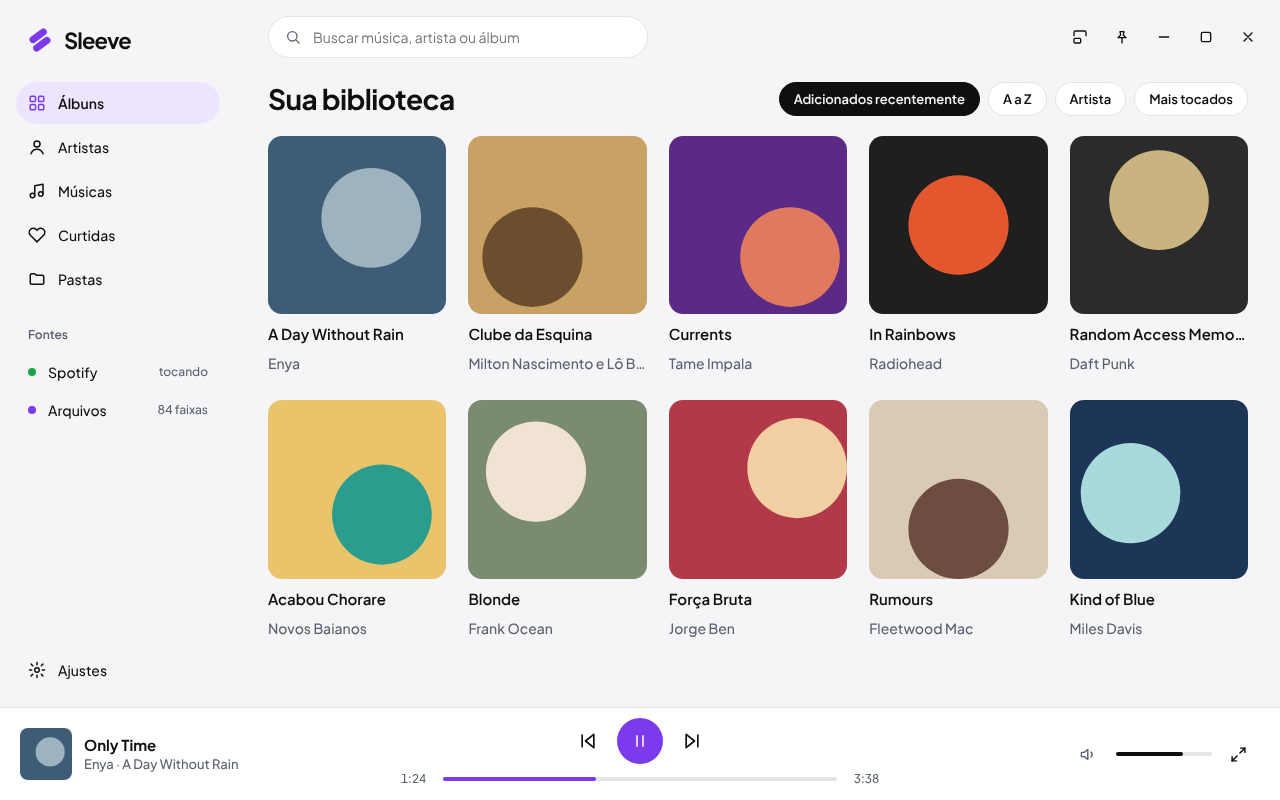 Sleeve
Buscar música, artista ou álbum
Álbuns
Artistas
Músicas
Curtidas
Pastas
Fontes
Spotify tocando
Arquivos 84 faixas
Ajustes
Sua biblioteca
Adicionados recentemente
A a Z
Artista
Mais tocados
A Day Without Rain
Enya
Clube da Esquina
Milton Nascimento e Lô B…
Currents
Tame Impala
In Rainbows
Radiohead
Random Access Memo…
Daft Punk
Acabou Chorare
Novos Baianos
Blonde
Frank Ocean
Força Bruta
Jorge Ben
Rumours
Fleetwood Mac
Kind of Blue
Miles Davis
Only Time
Enya · A Day Without Rain
1:24
3:38